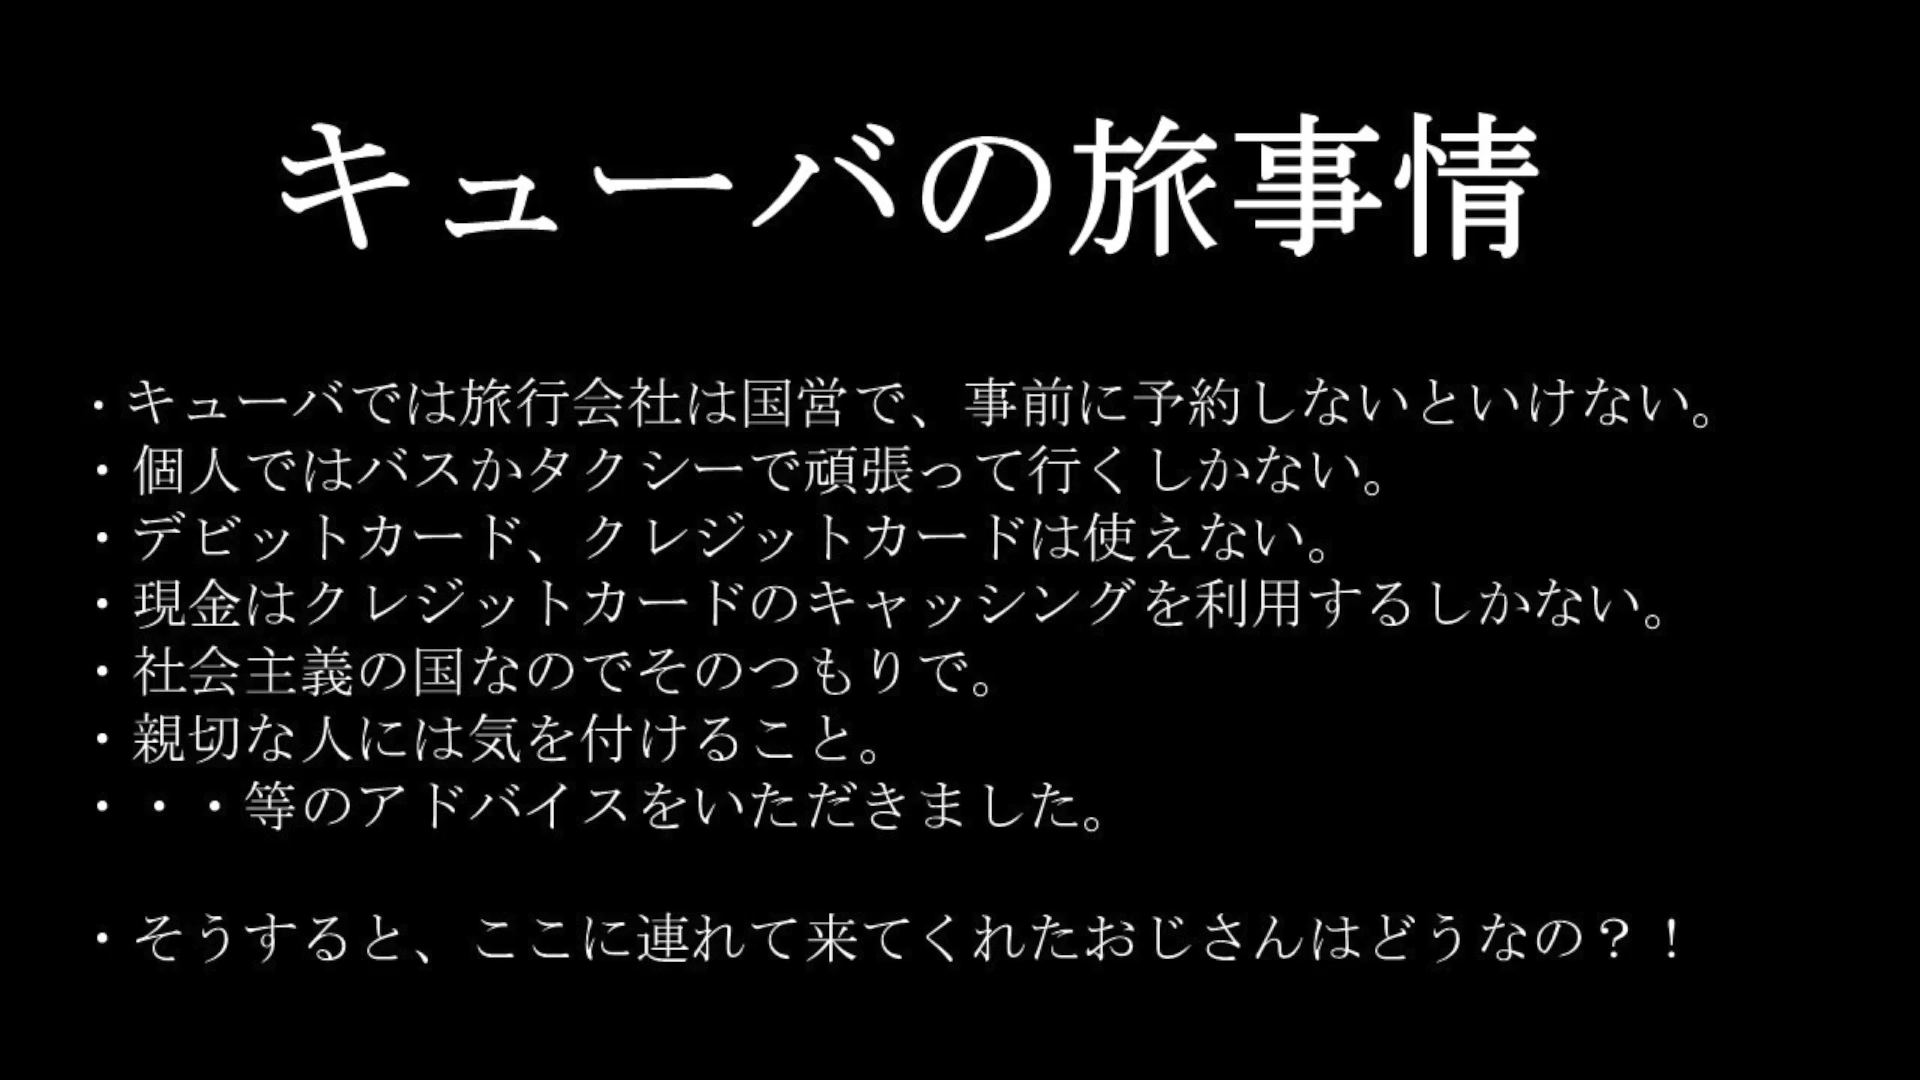 キューバの旅事情
・キューバでは旅行会社は国営で、事前に予約しないといけない。
・個人ではバスかタクシーで頑張って行くしかない。
・デビットカード、クレジットカードは使えない。
・現金はクレジットカードのキャッシングを利用するしかない。
・社会主義の国なのでそのつもりで。
・親切な人には気を付けること。
・・・等のアドバイスをいただきました。
・そうすると、ここに連れて来てくれたおじさんはどうなの？！